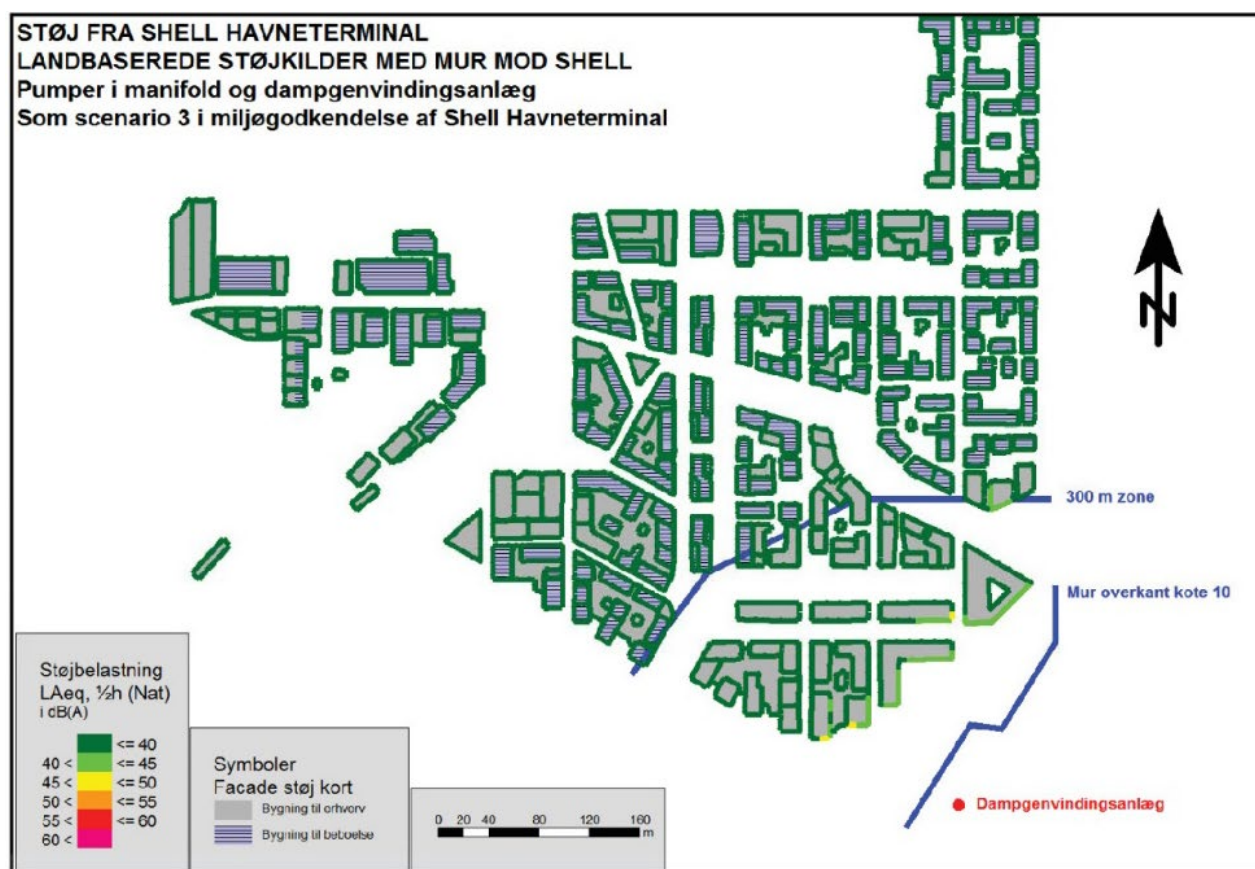 STØJ FRA SHELL HAVNETERMINAL
LANDBASEREDE STØJKILDER MED MUR MOD SHELL
Pumper i manifold og dampgenvindingsanlæg
Som scenario 3 i miljøgodkendelse af Shell Havneterminal
N
300 m zone
Mur overkant kote 10
Dampgenvindingsanlæg
Støjbelastning
LAeq, ½h (Nat)
i dB(A)
<= 40
40 < <= 45
45 < <= 50
50 < <= 55
55 < <= 60
60 <
Symboler
Facade støj kort
Bygning til erhverv
Bygning til beboelse
0 20 40 80 120 160
m